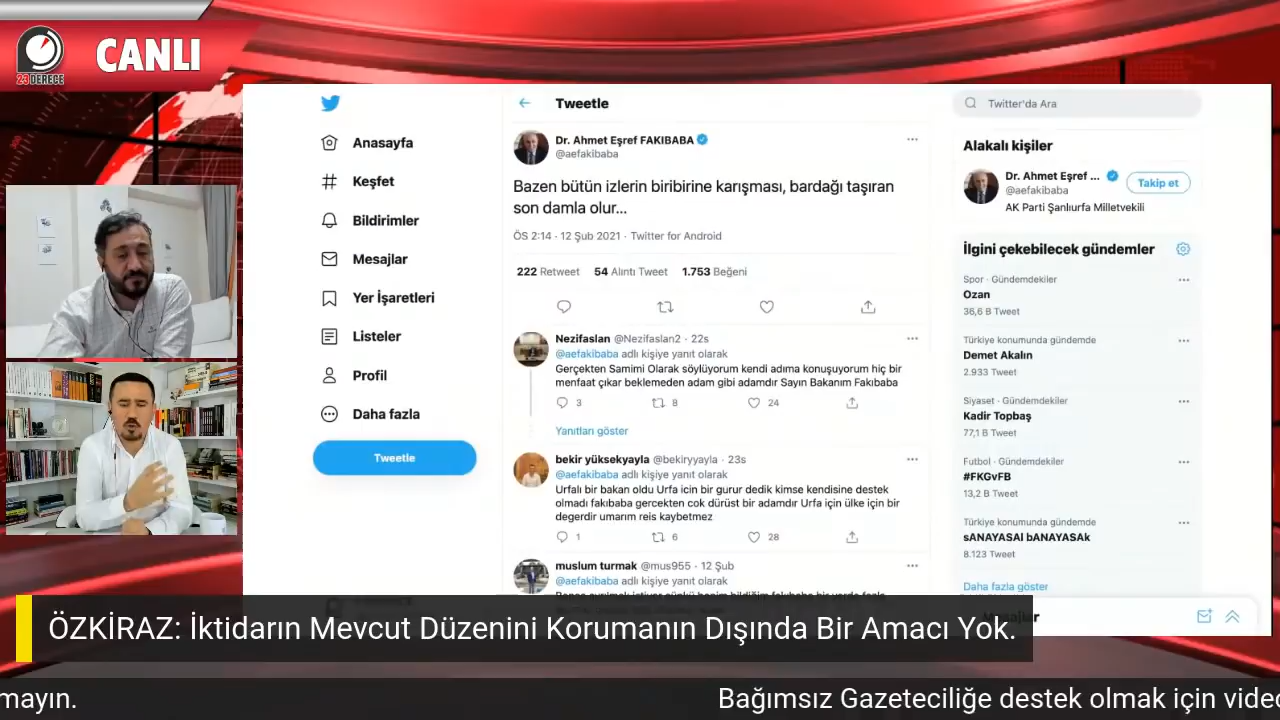 23 DERECE
CANLI
Anasayfa
Keşfet
Bildirimler
Mesajlar
Yer İşaretleri
Listeler
Profil
Daha fazla
Tweetle
Tweetle
Dr. Ahmet Eşref FAKIBABA
@aefakibaba
Bazen bütün izlerin biribirine karışması, bardağı taşıran
son damla olur...
ÖS 2:14 · 12 Şub 2021 · Twitter for Android
222 Retweet 54 Alıntı Tweet 1.753 Beğeni
Nezifaslan @Nezifaslan2 · 22s
@aefakibaba adlı kişiye yanıt olarak
Gerçekten Samimi Olarak söylüyorum kendi adıma konuşuyorum hiç bir
menfaat çıkar beklemeden adam gibi adamdır Sayın Bakanım Fakıbaba
3 8 24
Yanıtları göster
bekir yüksekyayla @bekiryyayla · 23s
@aefakibaba adlı kişiye yanıt olarak
Urfalı bir bakan oldu Urfa icin bir gurur dedik kimse kendisine destek
olmadı fakıbaba gercekten cok dürüst bir adamdır Urfa için ülke için bir
degerdir umarım reis kaybetmez
1 6 28
muslum turmak @mus955 · 12 Şub
@aefakibaba adlı kişiye yanıt olarak
Twitter'da Ara
Alakalı kişiler
Dr. Ahmet Eşref ...
@aefakibaba
Takip et
AK Parti Şanlıurfa Milletvekili
İlgini çekebilecek gündemler
Spor · Gündemdekiler
Ozan
36,6 B Tweet
Türkiye konumunda gündemde
Demet Akalın
2.933 Tweet
Siyaset · Gündemdekiler
Kadir Topbaş
77,1 B Tweet
Futbol · Gündemdekiler
#FKGvFB
13,2 B Tweet
Türkiye konumunda gündemde
sANAYASAl bANAYASAk
8.123 Tweet
Daha fazla göster
ÖZKİRAZ: İktidarın Mevcut Düzenini Korumanın Dışında Bir Amacı Yok.
mayın. Bağımsız Gazeteciliğe destek olmak için video